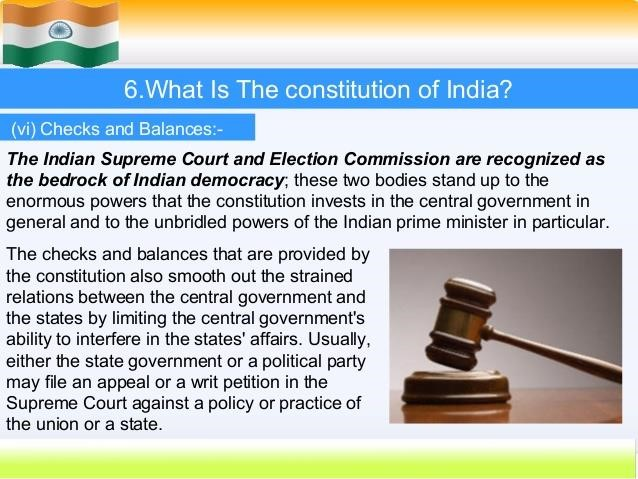 6.What Is The constitution of India?
(vi) Checks and Balances:-
The Indian Supreme Court and Election Commission are recognized as
the bedrock of Indian democracy; these two bodies stand up to the
enormous powers that the constitution invests in the central government in
general and to the unbridled powers of the Indian prime minister in particular.
The checks and balances that are provided by
the constitution also smooth out the strained
relations between the central government and
the states by limiting the central government's
ability to interfere in the states' affairs. Usually,
either the state government or a political party
may file an appeal or a writ petition in the
Supreme Court against a policy or practice of
the union or a state.